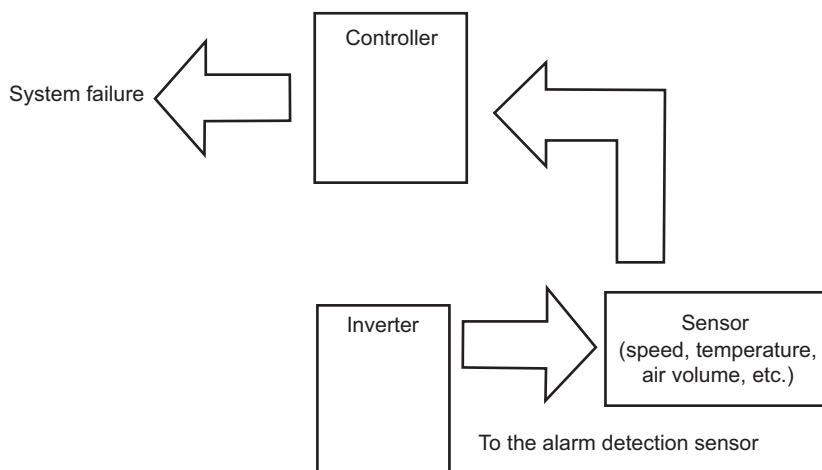 Controller
System failure
Inverter
Sensor
(speed, temperature,
air volume, etc.)
To the alarm detection sensor